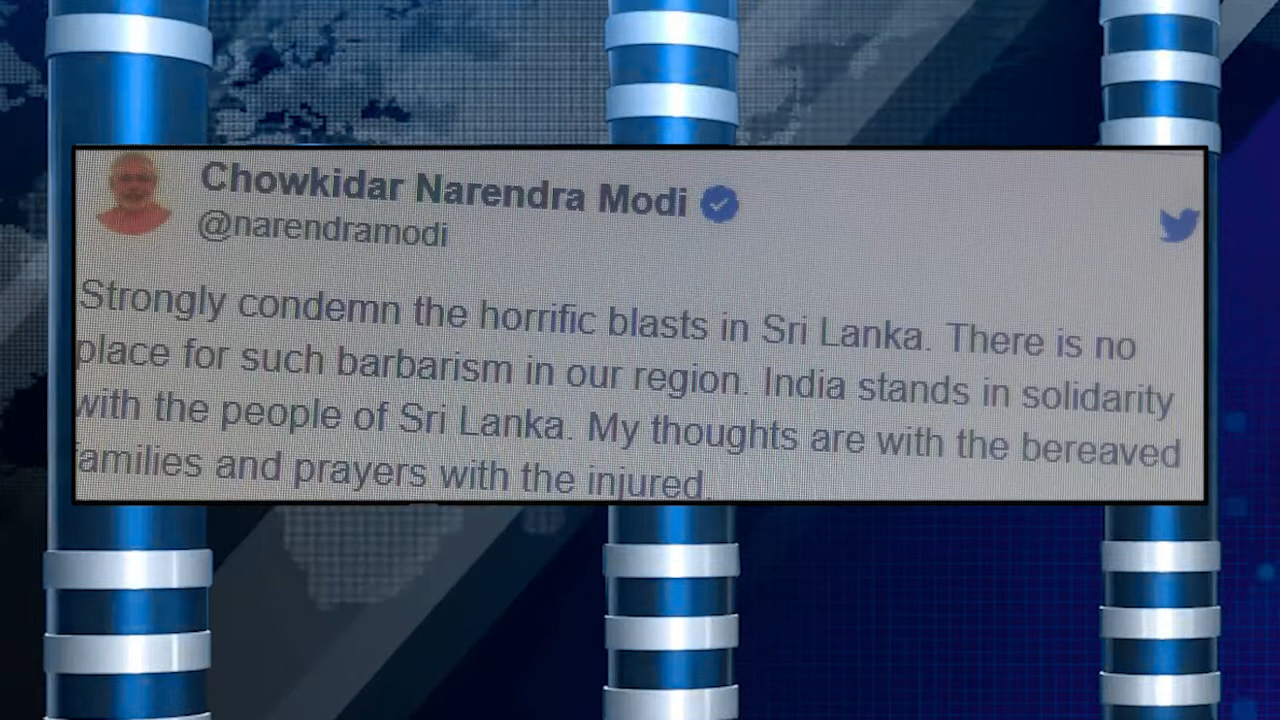 Chowkidar Narendra Modi
@narendramodi
Strongly condemn the horrific blasts in Sri Lanka. There is no
place for such barbarism in our region. India stands in solidarity
with the people of Sri Lanka. My thoughts are with the bereaved
families and prayers with the injured.